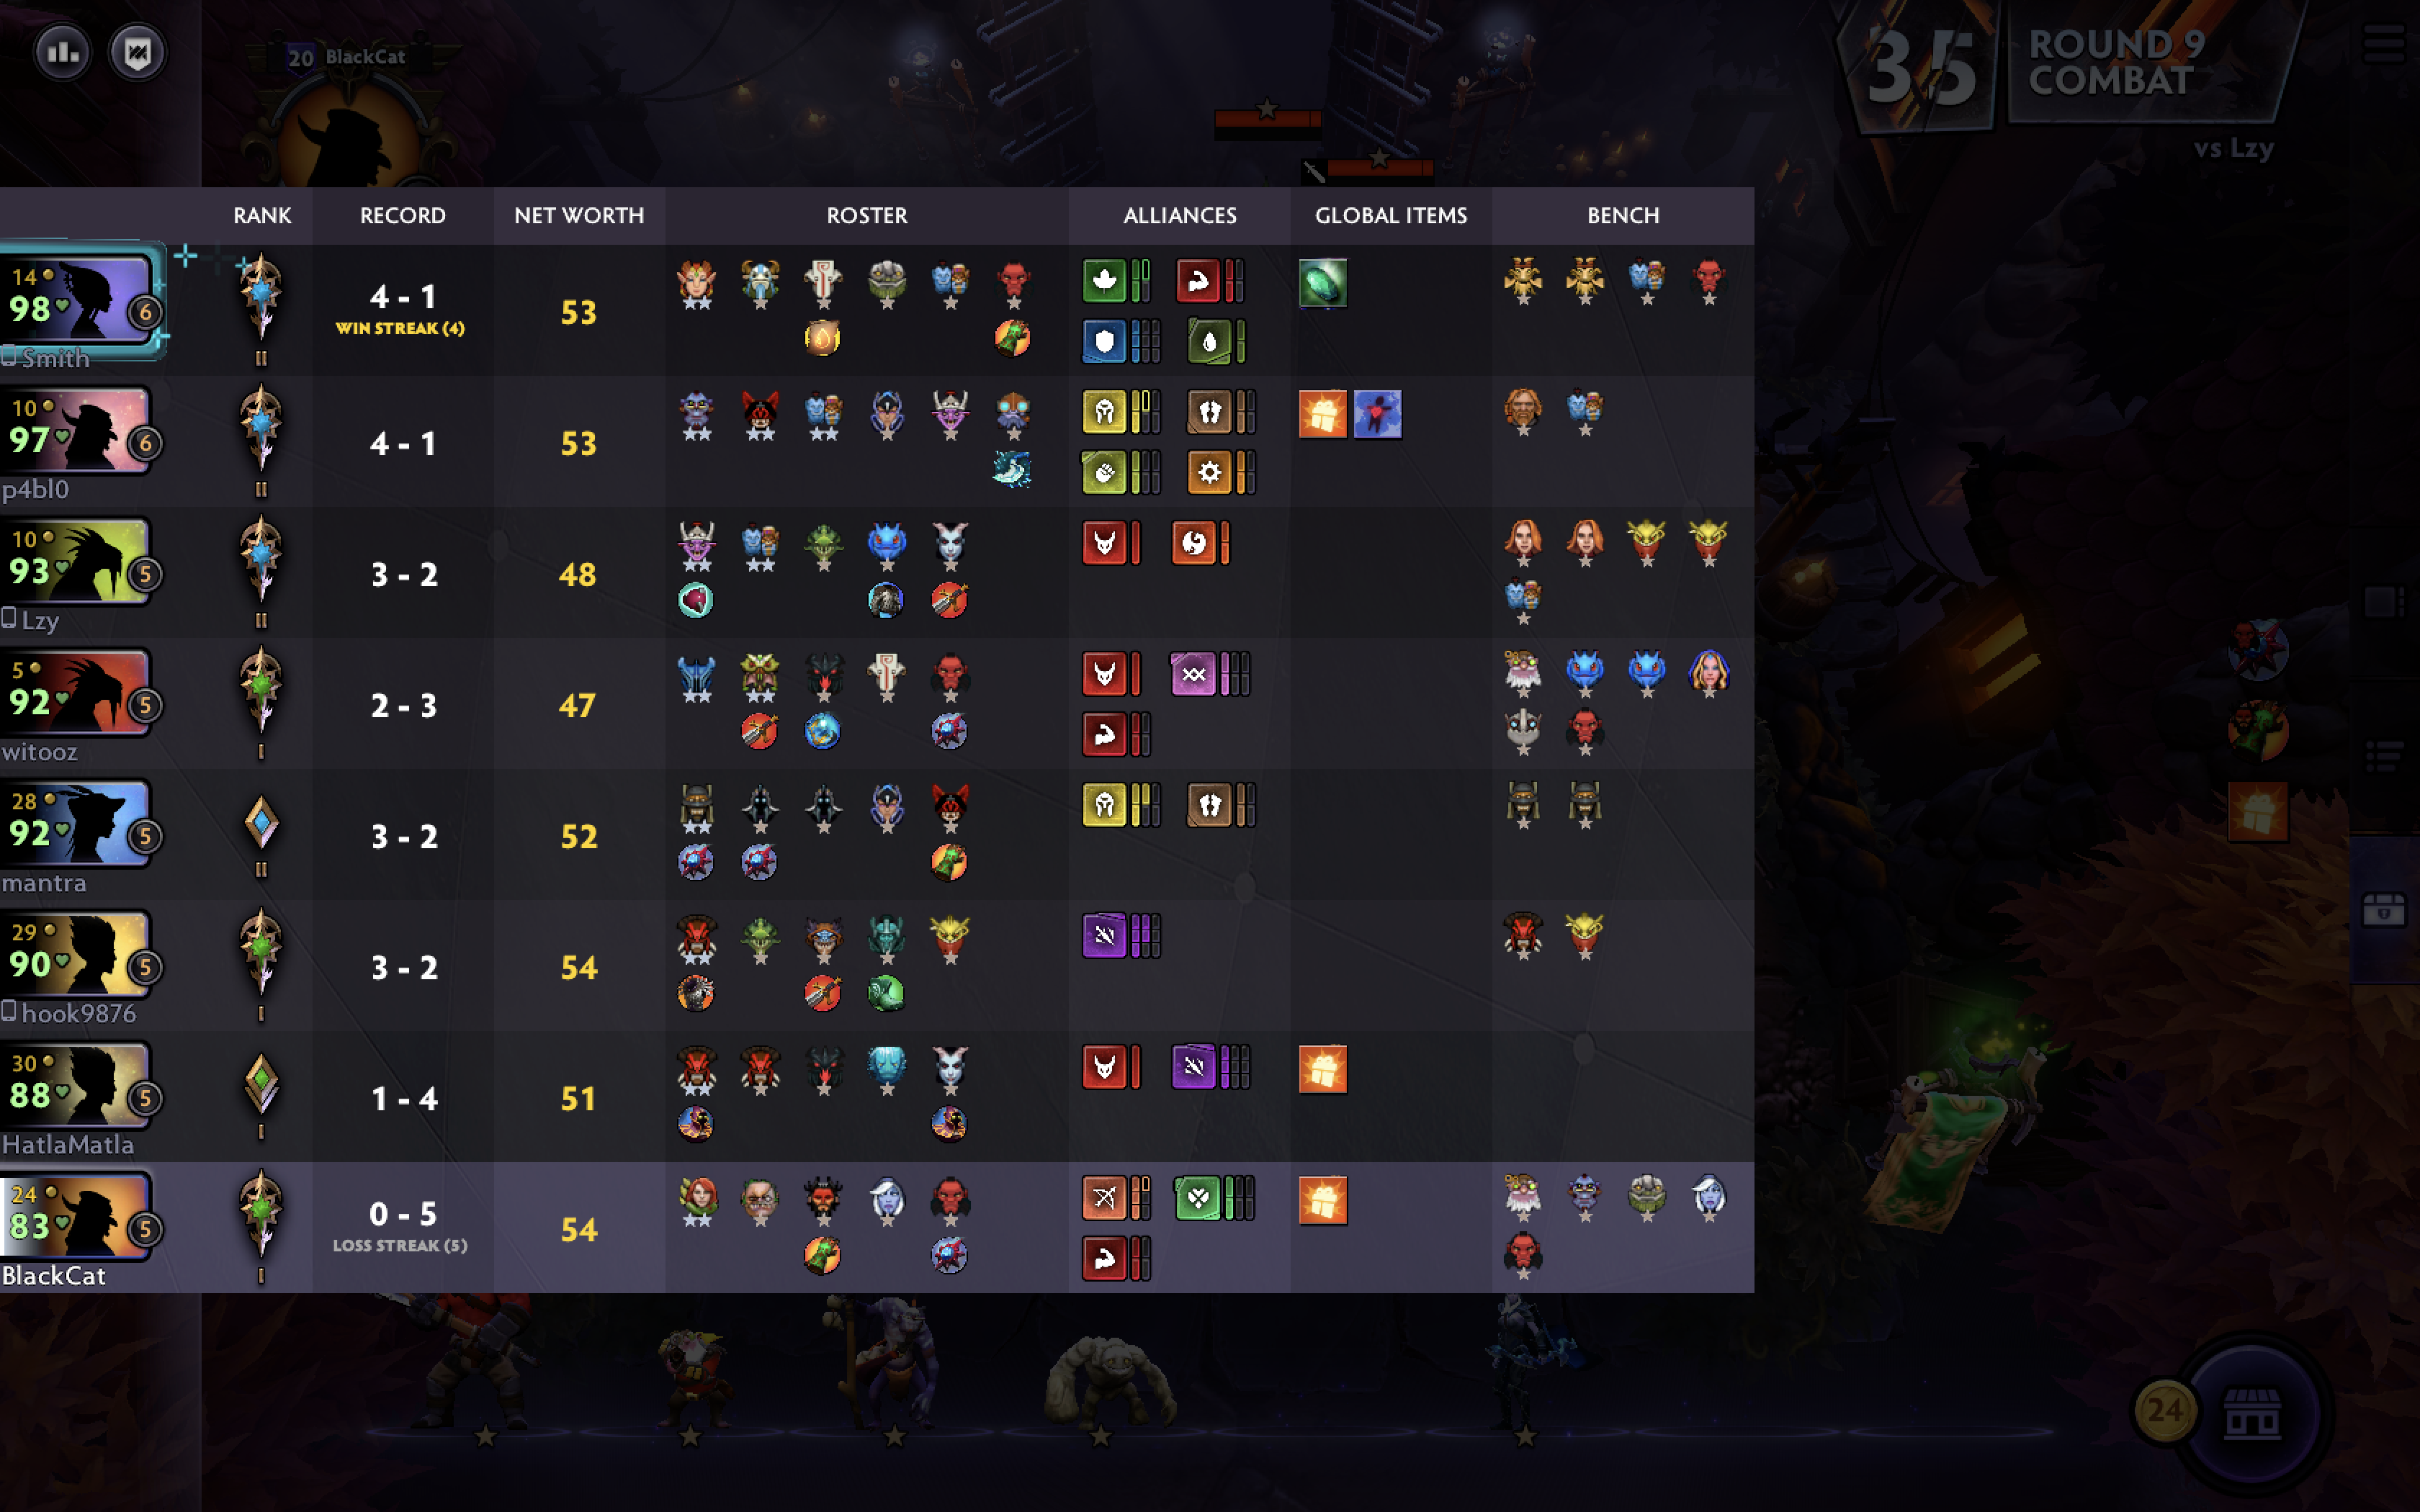 20 BlackCat
35
ROUND 9
COMBAT
vs Lzy
RANK RECORD NET WORTH ROSTER ALLIANCES GLOBAL ITEMS BENCH
14
98 6
Smith
II
4 - 1
WIN STREAK (4)
53
10
97 6
p4bl0
II
4 - 1
53
10
93 5
Lzy
II
3 - 2
48
5
92 5
witooz
I
2 - 3
47
28
92 5
mantra
II
3 - 2
52
29
90 5
hook9876
I
3 - 2
54
30
88 5
HatlaMatla
I
1 - 4
51
24
83 5
BlackCat
I
0 - 5
LOSS STREAK (5)
54
24